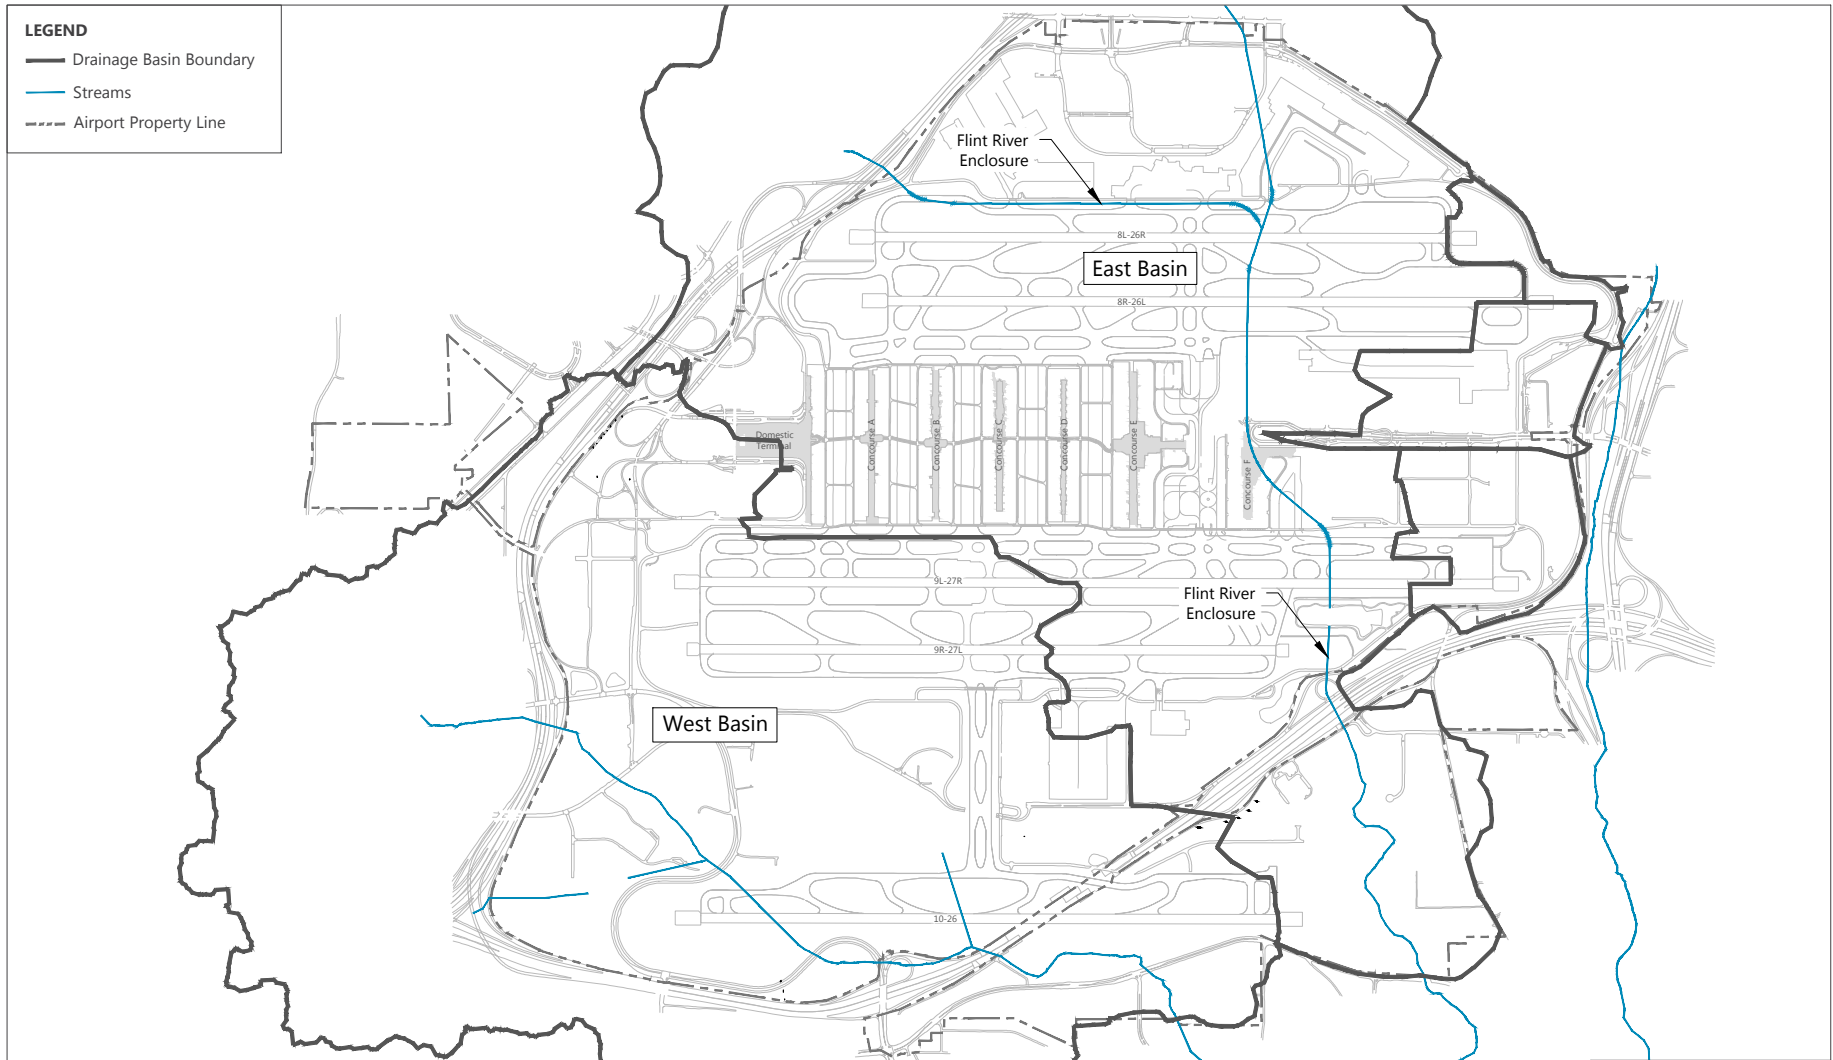 LEGEND
Drainage Basin Boundary
Streams
Airport Property Line
Flint River
Enclosure
8L-26R
East Basin
8R-26L
Domestic
Terminal
Concourse A
Concourse B
Concourse C
Concourse D
Concourse E
Concourse F
9L-27R
Flint River
Enclosure
9R-27L
West Basin
10-26